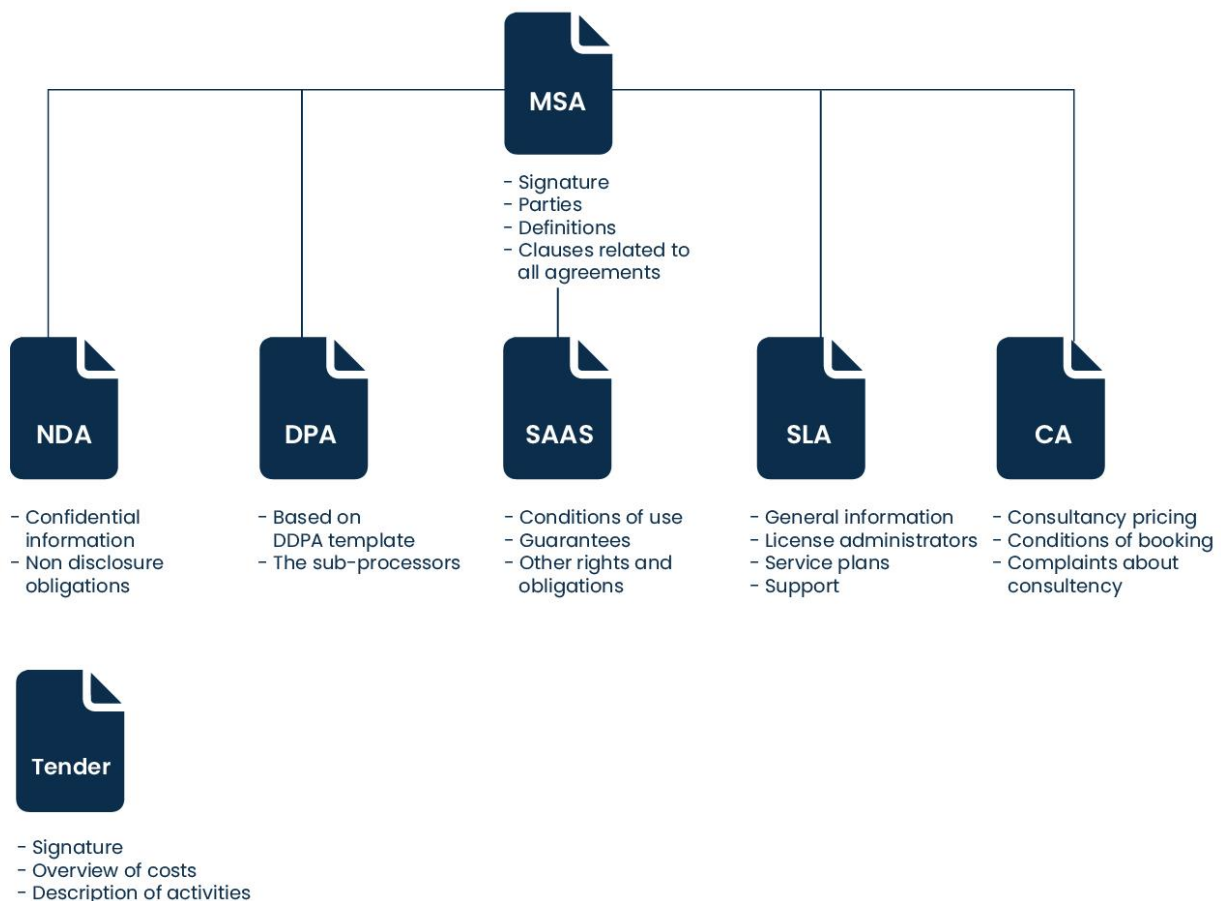 MSA
- Signature
- Parties
- Definitions
- Clauses related to
all agreements
NDA
- Confidential
information
- Non disclosure
obligations
DPA
- Based on
DDPA template
- The sub-processors
SAAS
- Conditions of use
- Guarantees
- Other rights and
obligations
SLA
- General information
- License administrators
- Service plans
- Support
CA
- Consultancy pricing
- Conditions of booking
- Complaints about
consultency
Tender
- Signature
- Overview of costs
- Description of activities